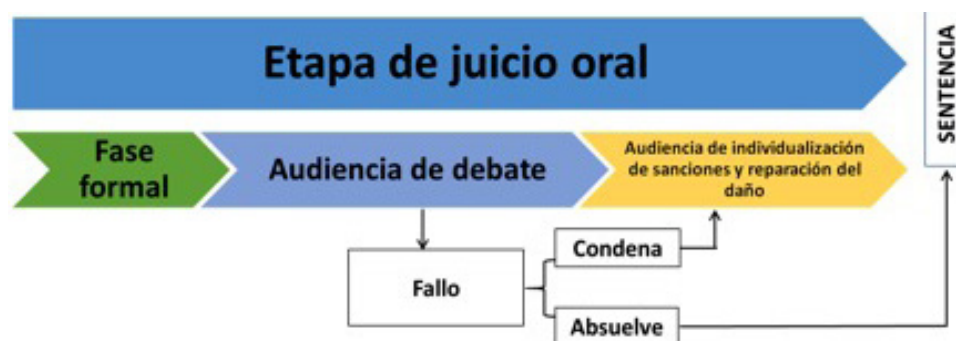 Etapa de juicio oral
SENTENCIA
Fase
formal
Audiencia de debate
Audiencia de individualización
de sanciones y reparación del
daño
Fallo
Condena
Absuelve